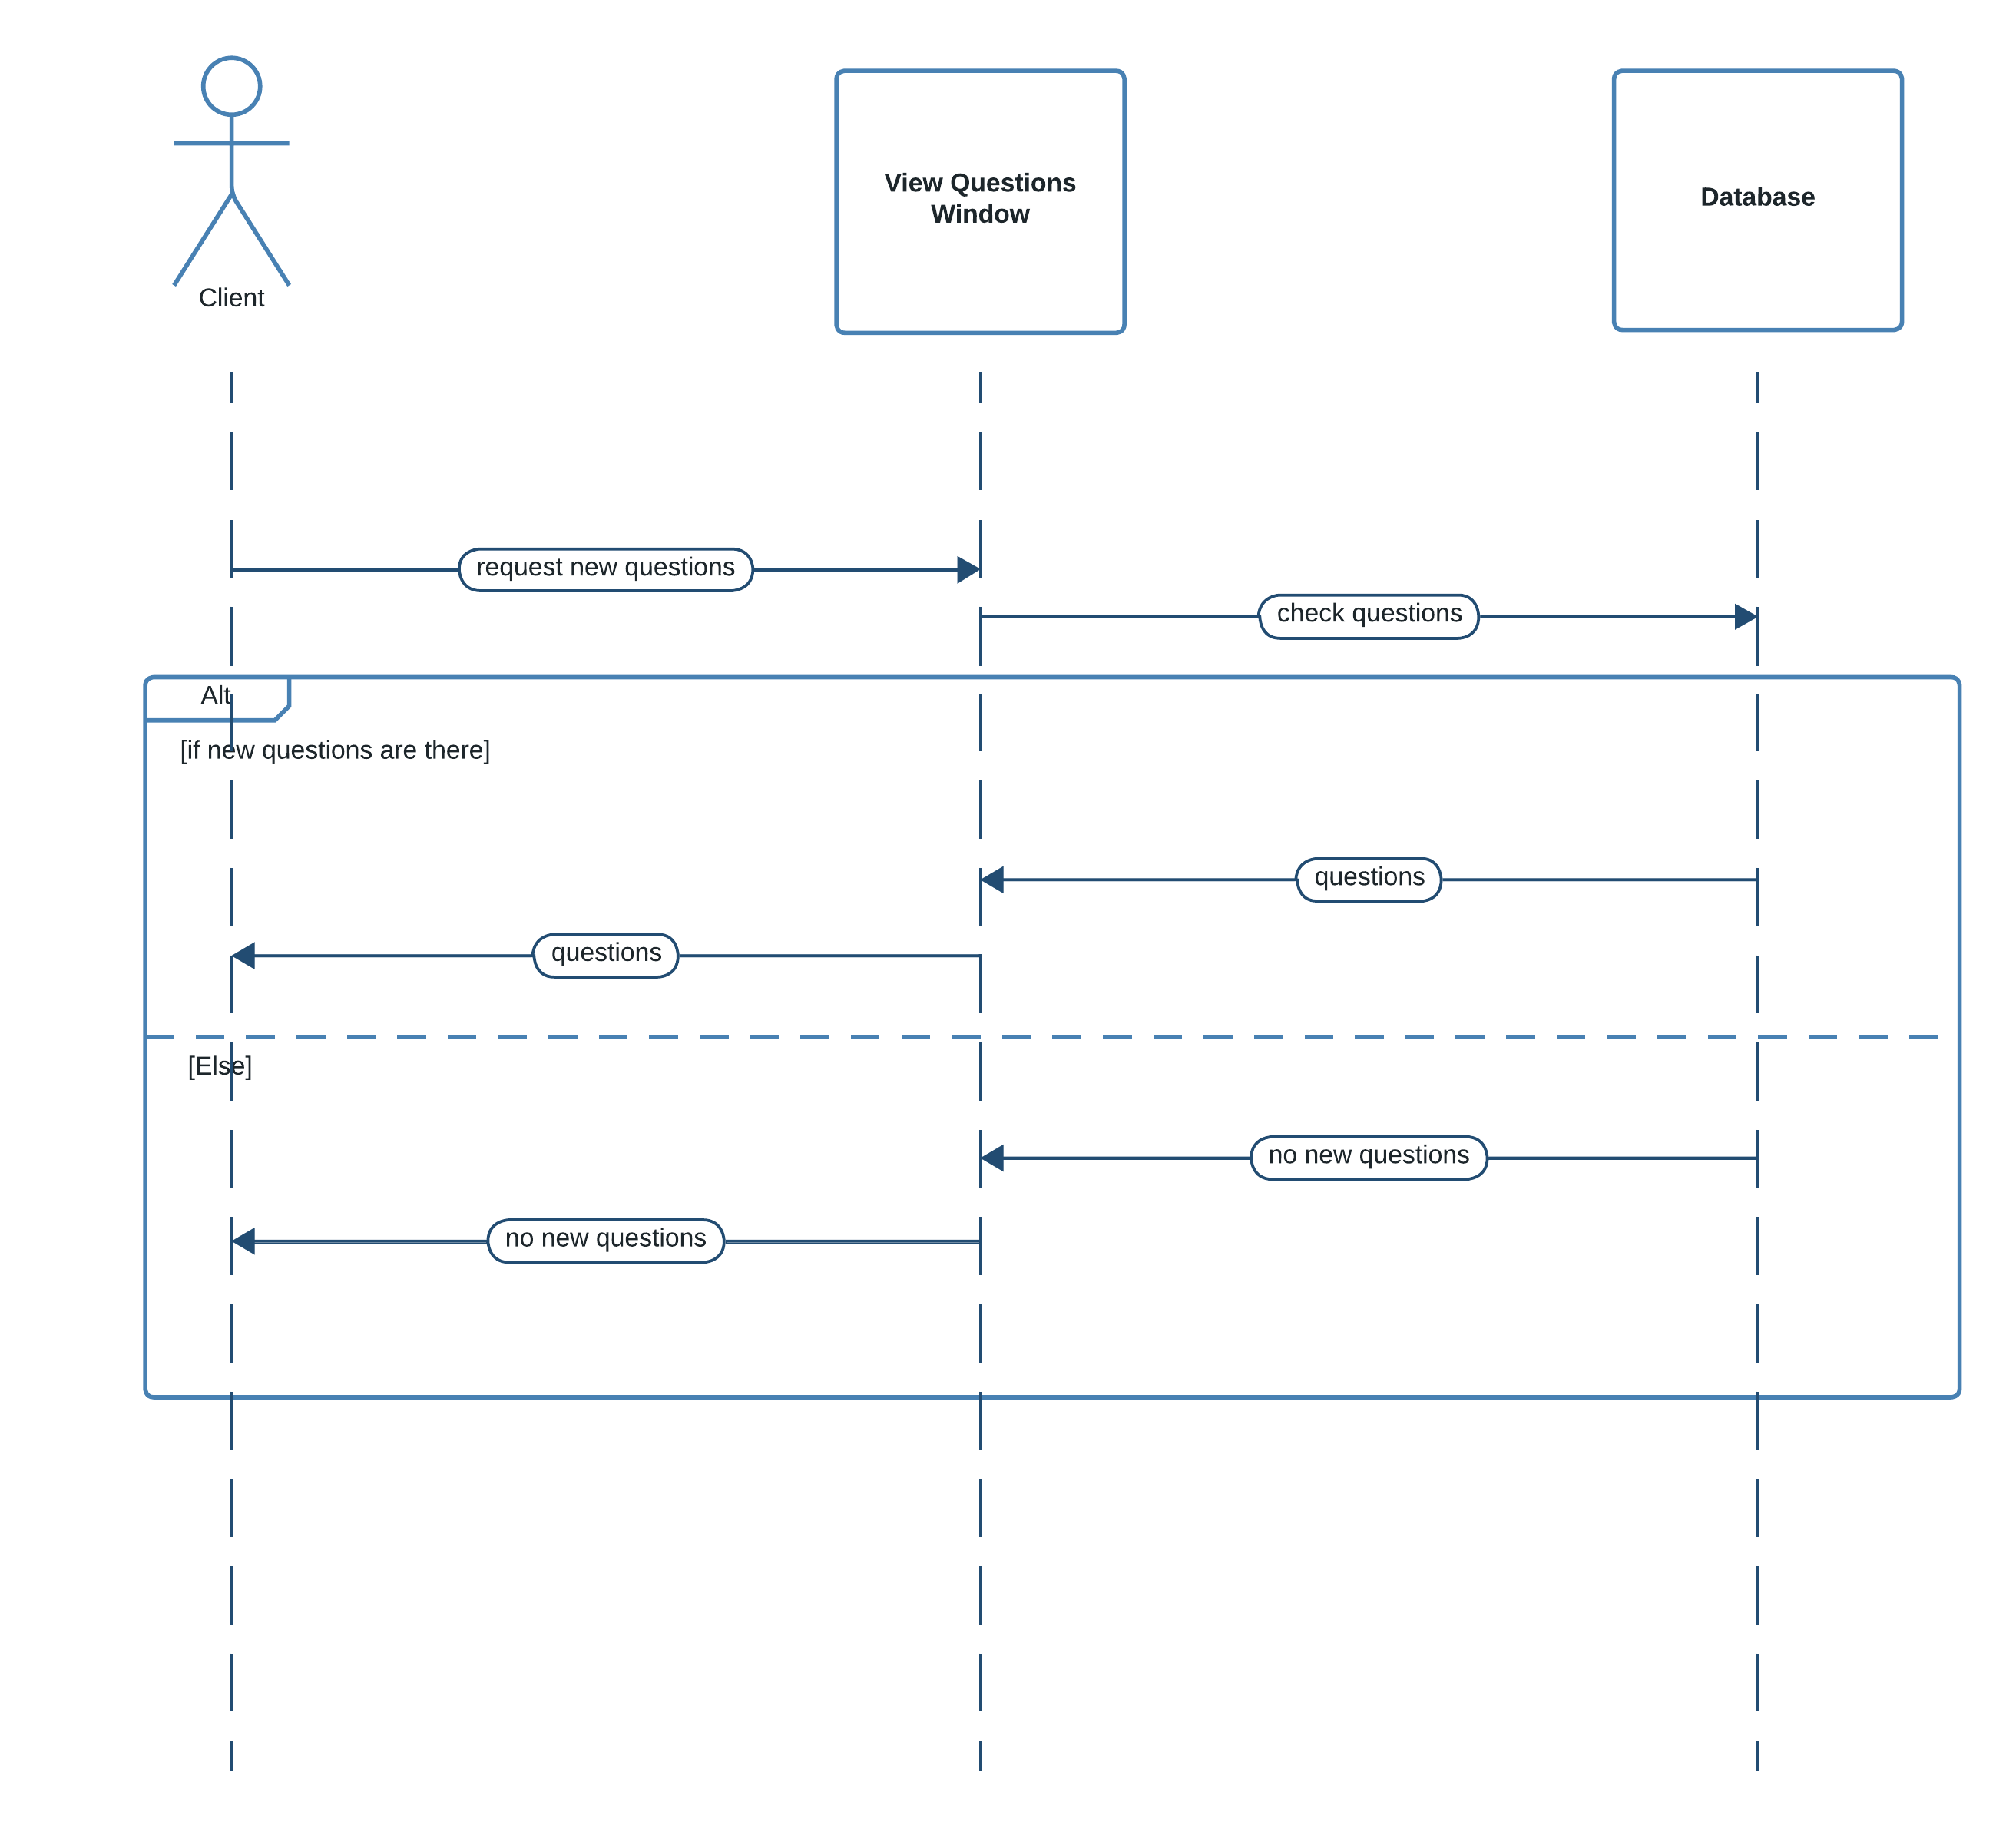 View Questions
Window
Database
Client
request new questions
check questions
Alt
[if new questions are there]
questions
questions
[Else]
no new questions
no new questions